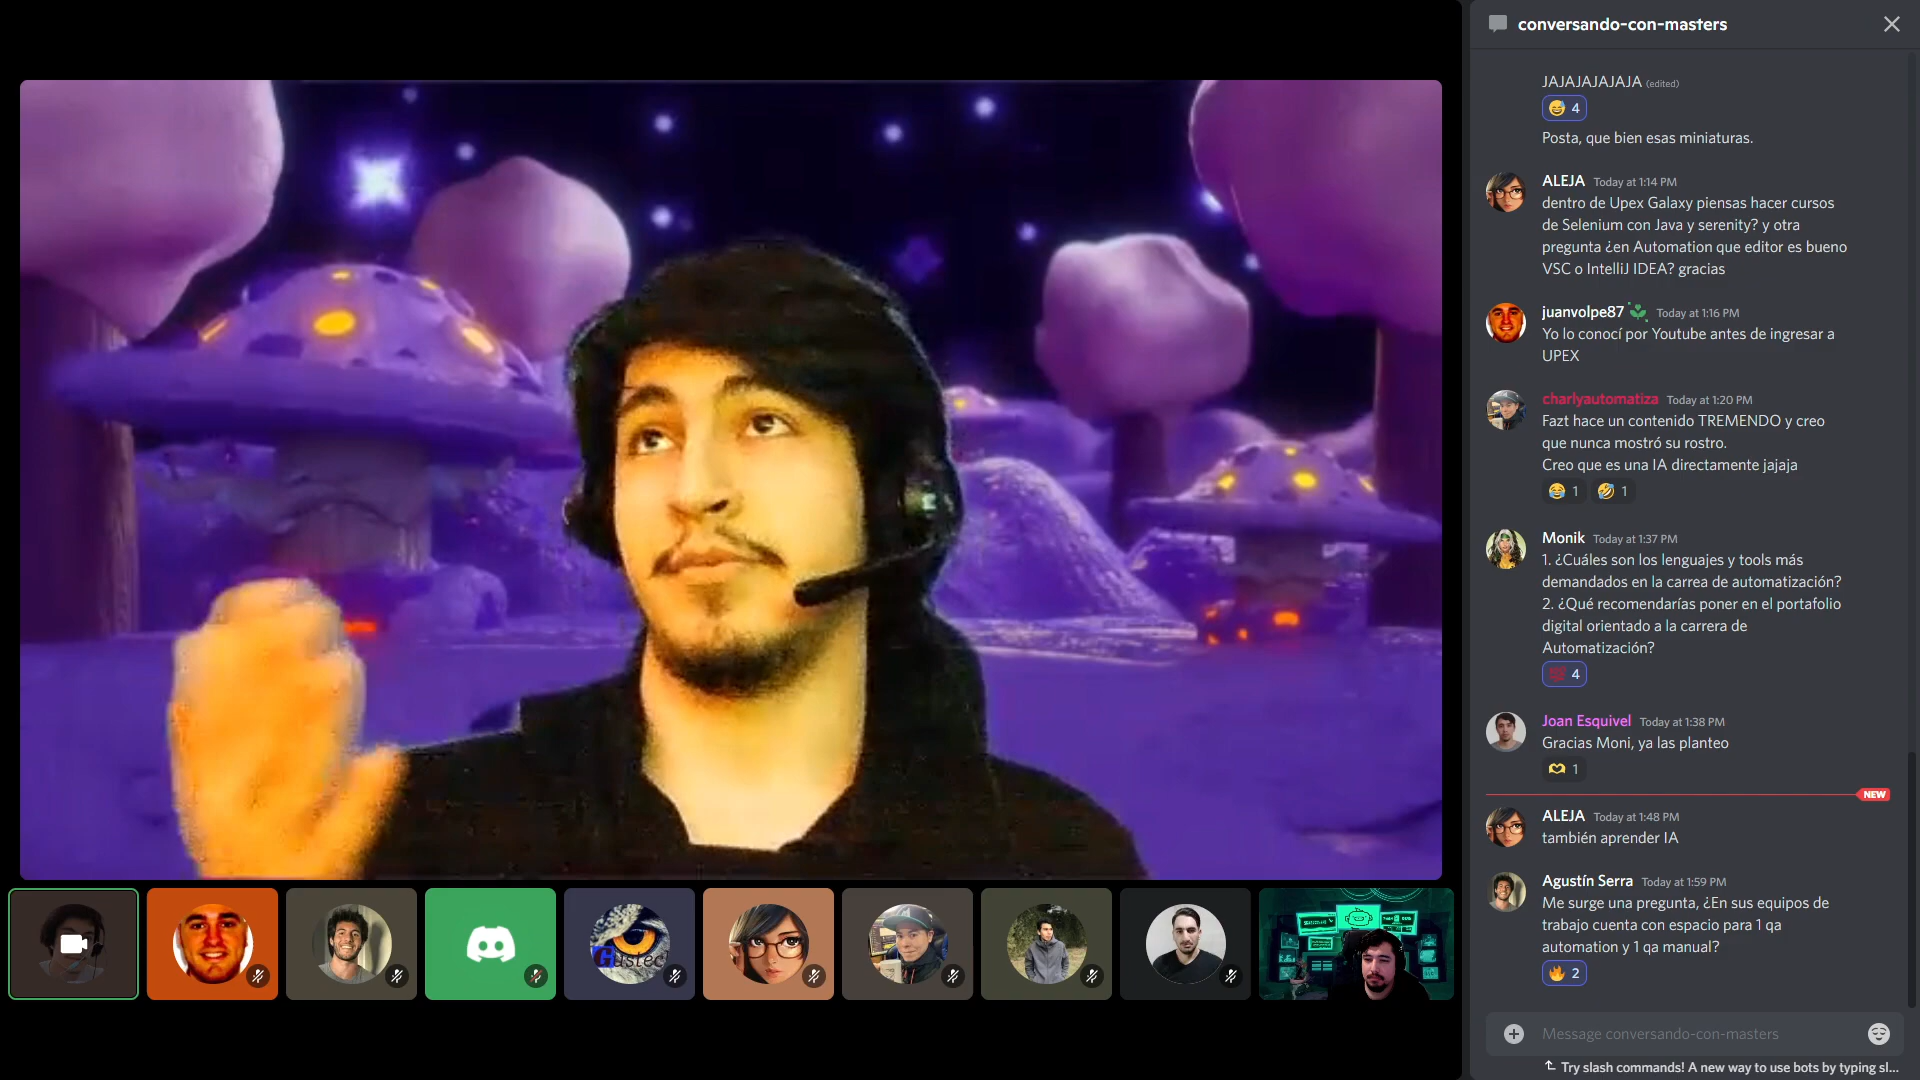 conversando-con-masters
JAJAJAJAJAJA (edited)
4
Posta, que bien esas miniaturas.
ALEJA Today at 1:14 PM
dentro de Upex Galaxy piensas hacer cursos
de Selenium con Java y serenity? y otra
pregunta ¿en Automation que editor es bueno
VSC o IntelliJ IDEA? gracias
juanvolpe87 Today at 1:16 PM
Yo lo conocí por Youtube antes de ingresar a
UPEX
charlyautomatiza Today at 1:20 PM
Fazt hace un contenido TREMENDO y creo
que nunca mostró su rostro.
Creo que es una IA directamente jajaja
1 1
Monik Today at 1:37 PM
1. ¿Cuáles son los lenguajes y tools más
demandados en la carea de automatización?
2. ¿Qué recomendarías poner en el portafolio
digital orientado a la carrera de
Automatización?
4
Joan Esquivel Today at 1:38 PM
Gracias Moni, ya las planteo
1
NEW
ALEJA Today at 1:48 PM
también aprender IA
Agustín Serra Today at 1:59 PM
Me surge una pregunta, ¿En sus equipos de
trabajo cuenta con espacio para 1 qa
automation y 1 qa manual?
2
Message conversando-con-masters
Try slash commands! A new way to use bots by typing sl...